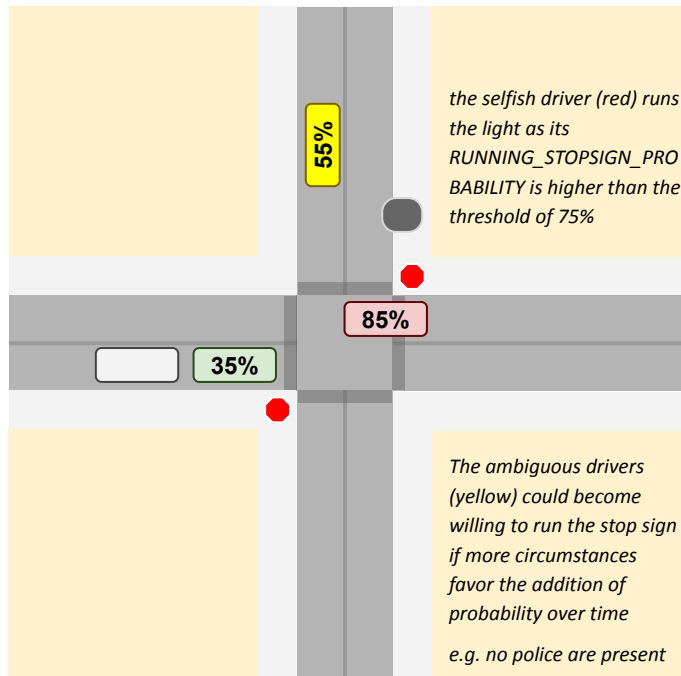 the selfish driver (red) runs
the light as its
RUNNING_STOPSIGN_PRO
BABILITY is higher than the
threshold of 75%
55%
85%
35%
The ambiguous drivers
(yellow) could become
willing to run the stop sign
if more circumstances
favor the addition of
probability over time
e.g. no police are present